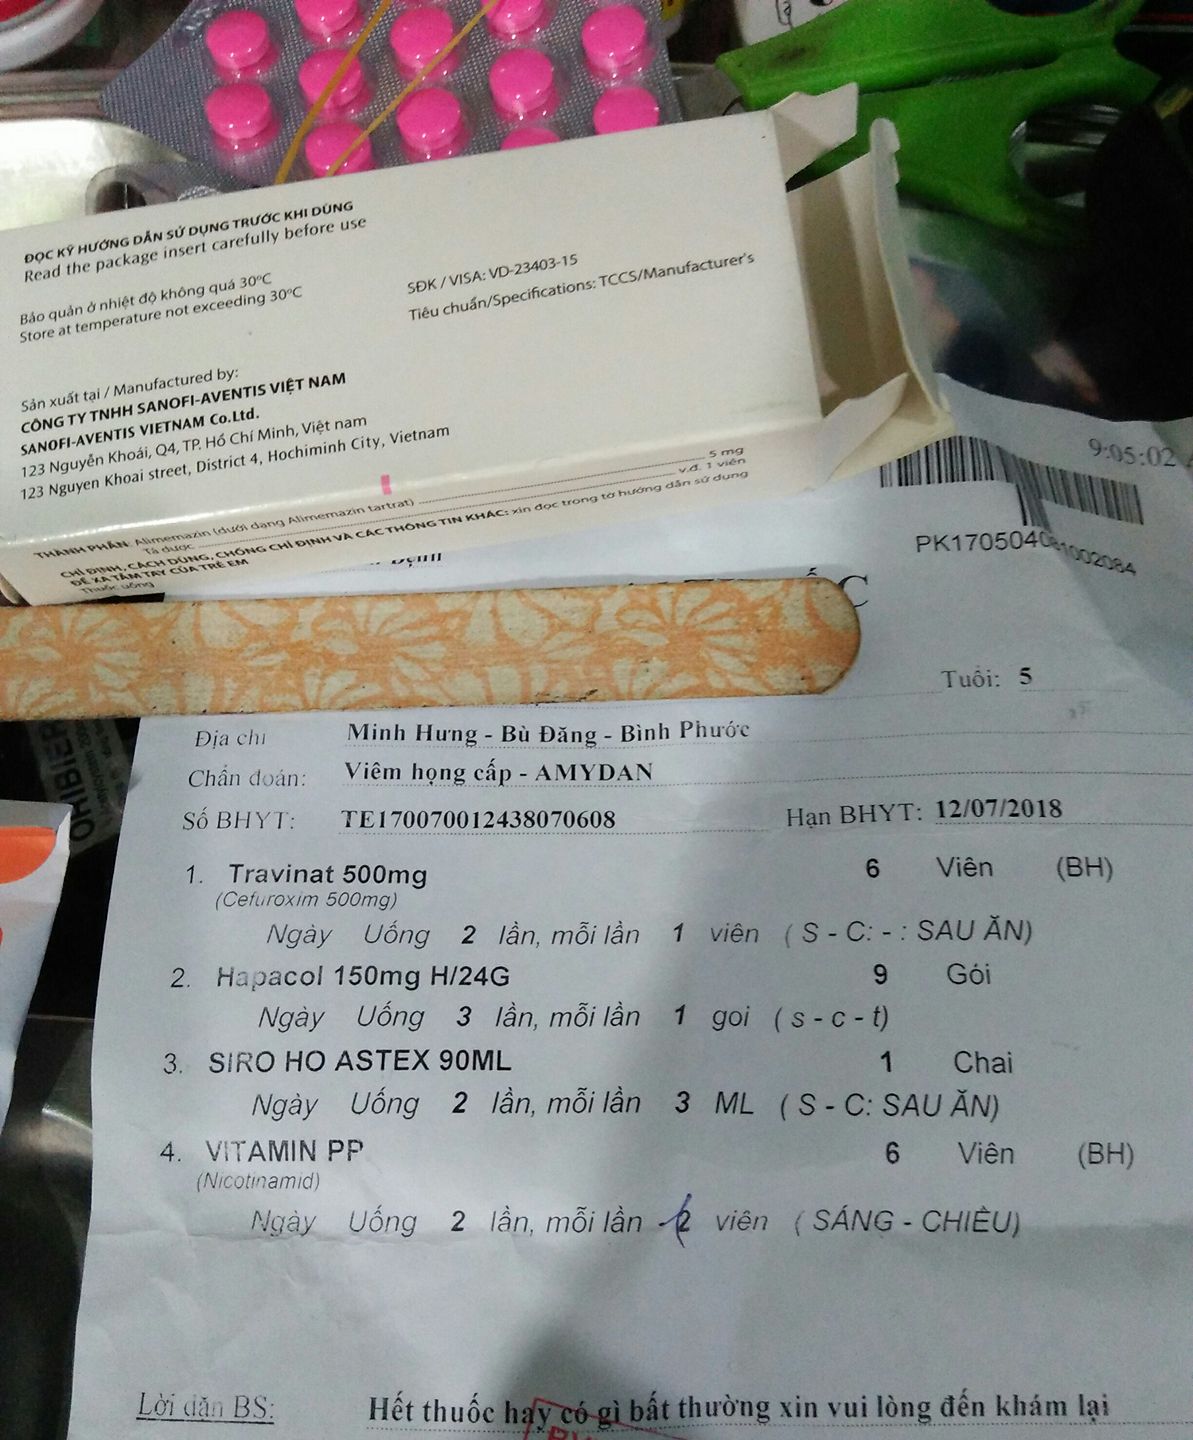 ĐỌC KỸ HƯỚNG DẪN SỬ DỤNG TRƯỚC KHI DÙNG
Read the package insert carefully before use
Bảo quản ở nhiệt độ không quá 30°C
Store at temperature not exceeding 30°C
SĐK / VISA: VD-23403-15
Tiêu chuẩn/Specifications: TCCS/Manufacturer's
Sản xuất tại / Manufactured by:
CÔNG TY TNHH SANOFI-AVENTIS VIỆT NAM
SANOFI-AVENTIS VIETNAM Co.Ltd.
123 Nguyễn Khoái, Q4, TP. Hồ Chí Minh, Việt nam
123 Nguyen Khoai street, District 4, Hochiminh City, Vietnam
THÀNH PHẦN: Alimemazin (dưới dạng Alimemazin tartrat) 5 mg
Tá dược v.đ. 1 viên
CHỈ ĐỊNH, CÁCH DÙNG, CHỐNG CHỈ ĐỊNH VÀ CÁC THÔNG TIN KHÁC: xin đọc trong tờ hướng dẫn sử dụng
ĐỂ XA TẦM TAY CỦA TRẺ EM
Thuốc uống
9:05:02
Tuổi: 5
Địa chỉ Minh Hưng - Bù Đăng - Bình Phước
Chẩn đoán: Viêm họng cấp - AMYDAN
Số BHYT: TE170070012438070608 Hạn BHYT: 12/07/2018
1. Travinat 500mg 6 Viên (BH)
(Cefuroxim 500mg)
Ngày Uống 2 lần, mỗi lần 1 viên ( S - C: - : SAU ĂN)
2. Hapacol 150mg H/24G 9 Gói
Ngày Uống 3 lần, mỗi lần 1 goi ( s - c - t)
3. SIRO HO ASTEX 90ML 1 Chai
Ngày Uống 2 lần, mỗi lần 3 ML ( S - C: SAU ĂN)
4. VITAMIN PP 6 Viên (BH)
(Nicotinamid)
Ngày Uống 2 lần, mỗi lần 2 viên ( SÁNG - CHIỀU)
Lời dặn BS: Hết thuốc hay có gì bất thường xin vui lòng đến khám lại